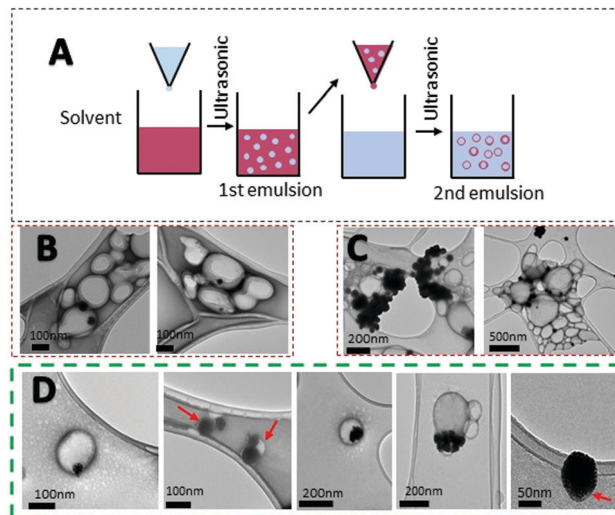 A
Solvent
Ultrasonic
1st emulsion
Ultrasonic
2nd emulsion
B
100nm
100nm
C
200nm
500nm
D
100nm
100nm
200nm
200nm
50nm